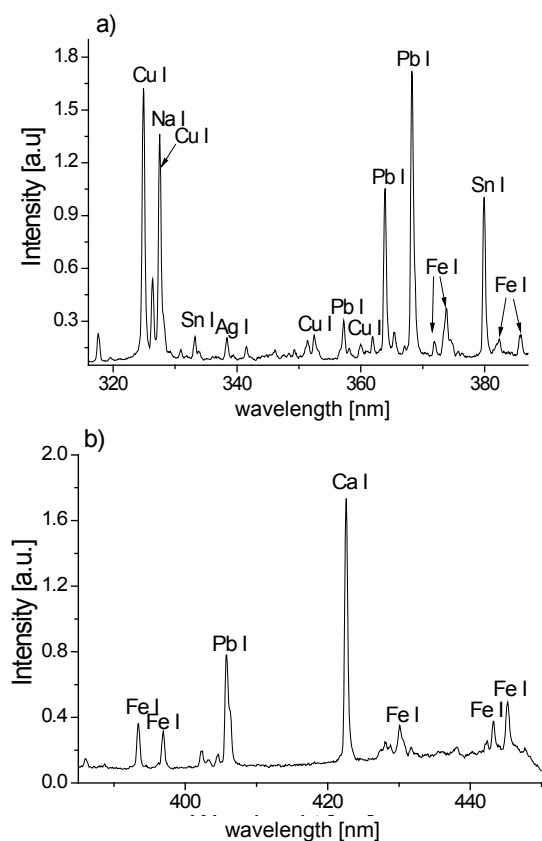 a)
Intensity [a.u]
1.8
1.5
1.2
0.9
0.6
0.3
Cu I
Na I
Cu I
Sn I
Ag I
Cu I
Pb I
Cu I
Pb I
Pb I
Fe I
Sn I
Fe I
320 340 360 380
wavelength [nm]
b)
Intensity [a.u.]
2.0
1.6
1.2
0.8
0.4
0.0
Fe I
Fe I
Pb I
Ca I
Fe I
Fe I
Fe I
400 420 440
wavelength [nm]